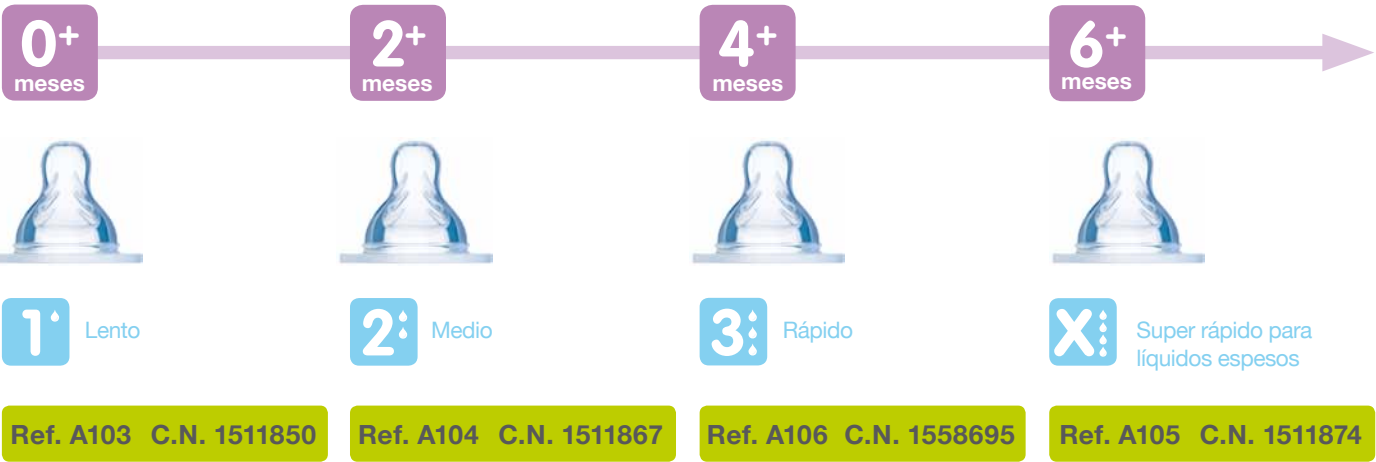 0+ meses
2+ meses
4+ meses
6+ meses
1 Lento
2 Medio
3 Rápido
X Super rápido para
líquidos espesos
Ref. A103 C.N. 1511850
Ref. A104 C.N. 1511867
Ref. A106 C.N. 1558695
Ref. A105 C.N. 1511874